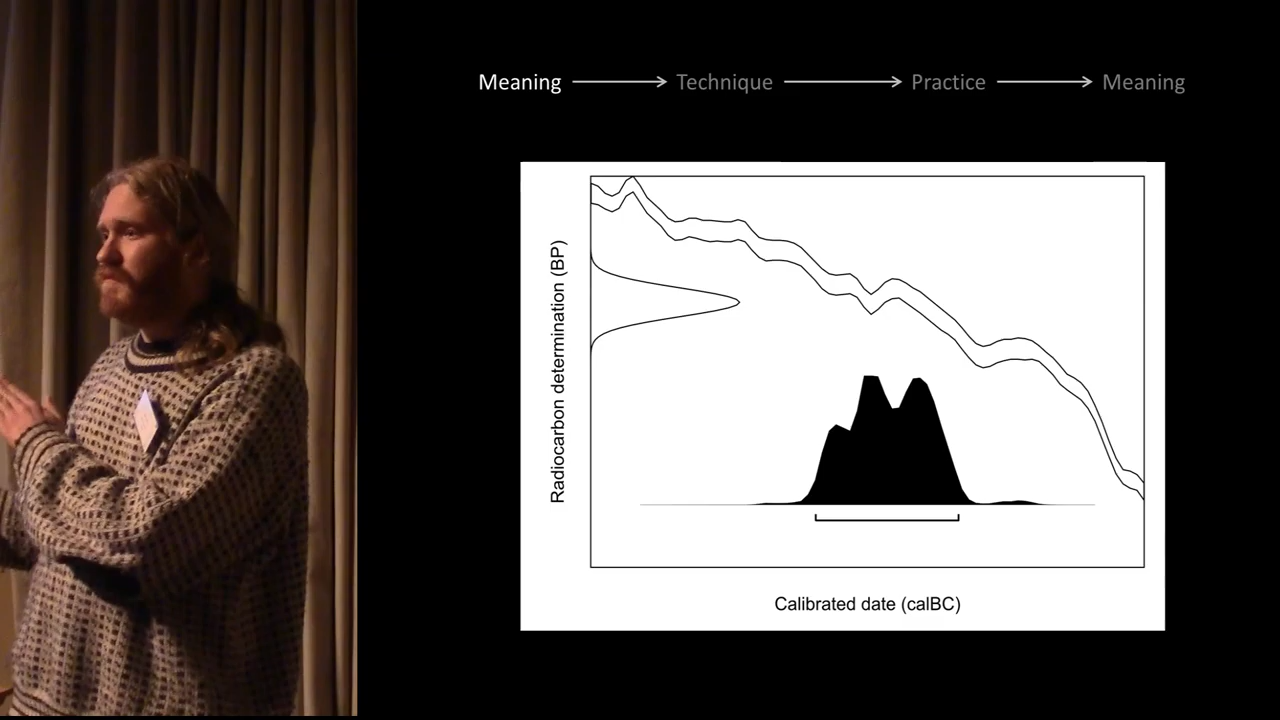 Meaning Technique Practice Meaning
Radiocarbon determination (BP)
Calibrated date (calBC)